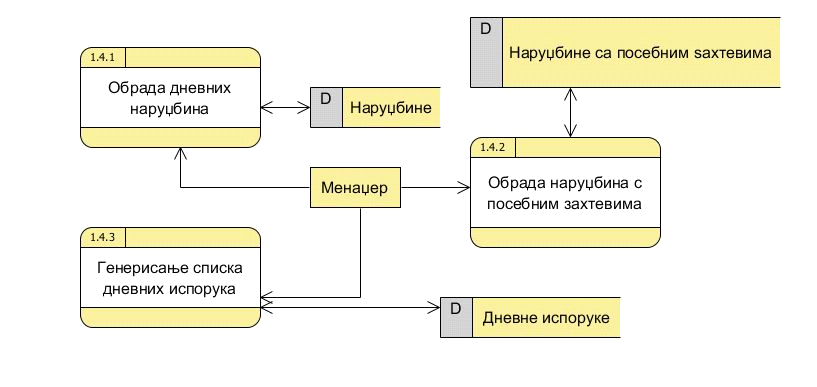 D
Наруџбине са посебним захтевима
1.4.1
Обрада дневних
наруџбина
D
Наруџбине
1.4.2
Обрада наруџбина с
посебним захтевима
Менаџер
1.4.3
Генерисање списка
дневних испорука
D
Дневне испоруке